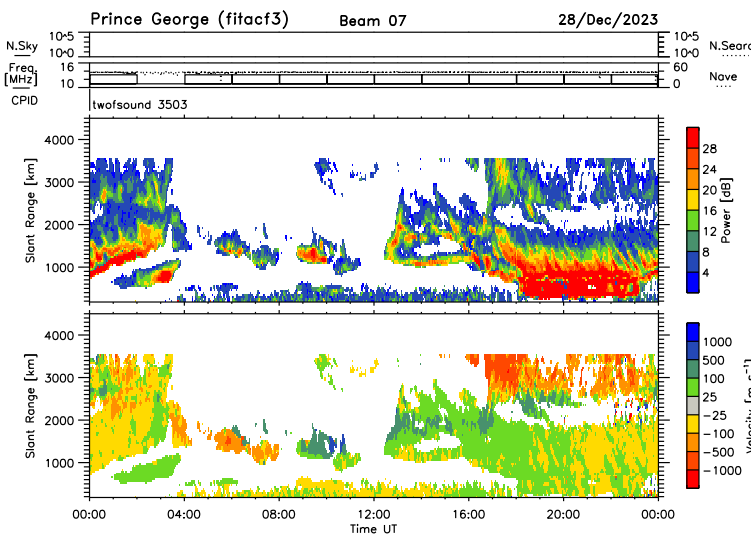 Prince George (fitacf3) Beam 07 28/Dec/2023
N.Sky 10^5 10^0 10^5 10^0 N.Sear
Freq. [MHz] 16 10 60 0 Nave
CPID twofsound 3503
Slant Range [km] 4000 3000 2000 1000
Power [dB] 28 24 20 16 12 8 4
Slant Range [km] 4000 3000 2000 1000
Velocity [m s⁻¹] 1000 500 100 25 -25 -100 -500 -1000
00:00 04:00 08:00 12:00 16:00 20:00 00:00
Time UT